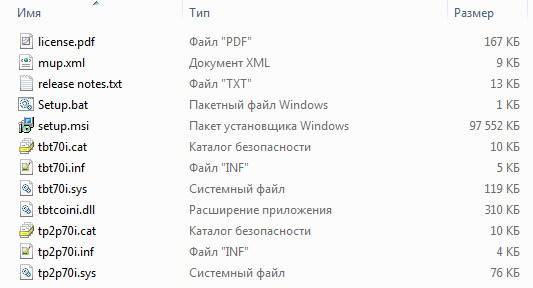 Имя Тип Размер
license.pdf Файл "PDF" 167 КБ
mup.xml Документ XML 9 КБ
release notes.txt Файл "TXT" 13 КБ
Setup.bat Пакетный файл Windows 1 КБ
setup.msi Пакет установщика Windows 97 552 КБ
tbt70i.cat Каталог безопасности 10 КБ
tbt70i.inf Файл "INF" 5 КБ
tbt70i.sys Системный файл 119 КБ
tbtcoini.dll Расширение приложения 310 КБ
tp2p70i.cat Каталог безопасности 10 КБ
tp2p70i.inf Файл "INF" 4 КБ
tp2p70i.sys Системный файл 76 КБ